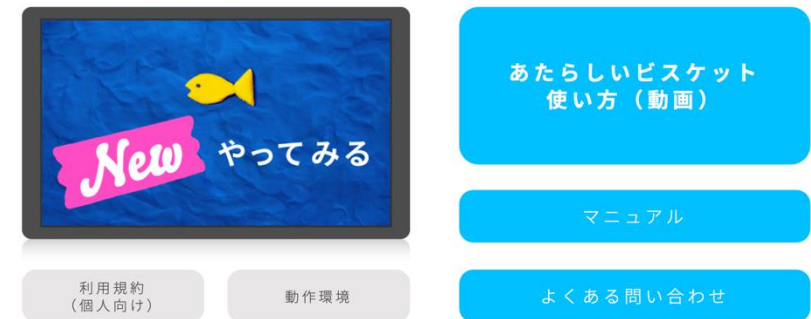 New やってみる
あたらしいビスケット
使い方（動画）
マニュアル
利用規約
（個人向け）
動作環境
よくある問い合わせ